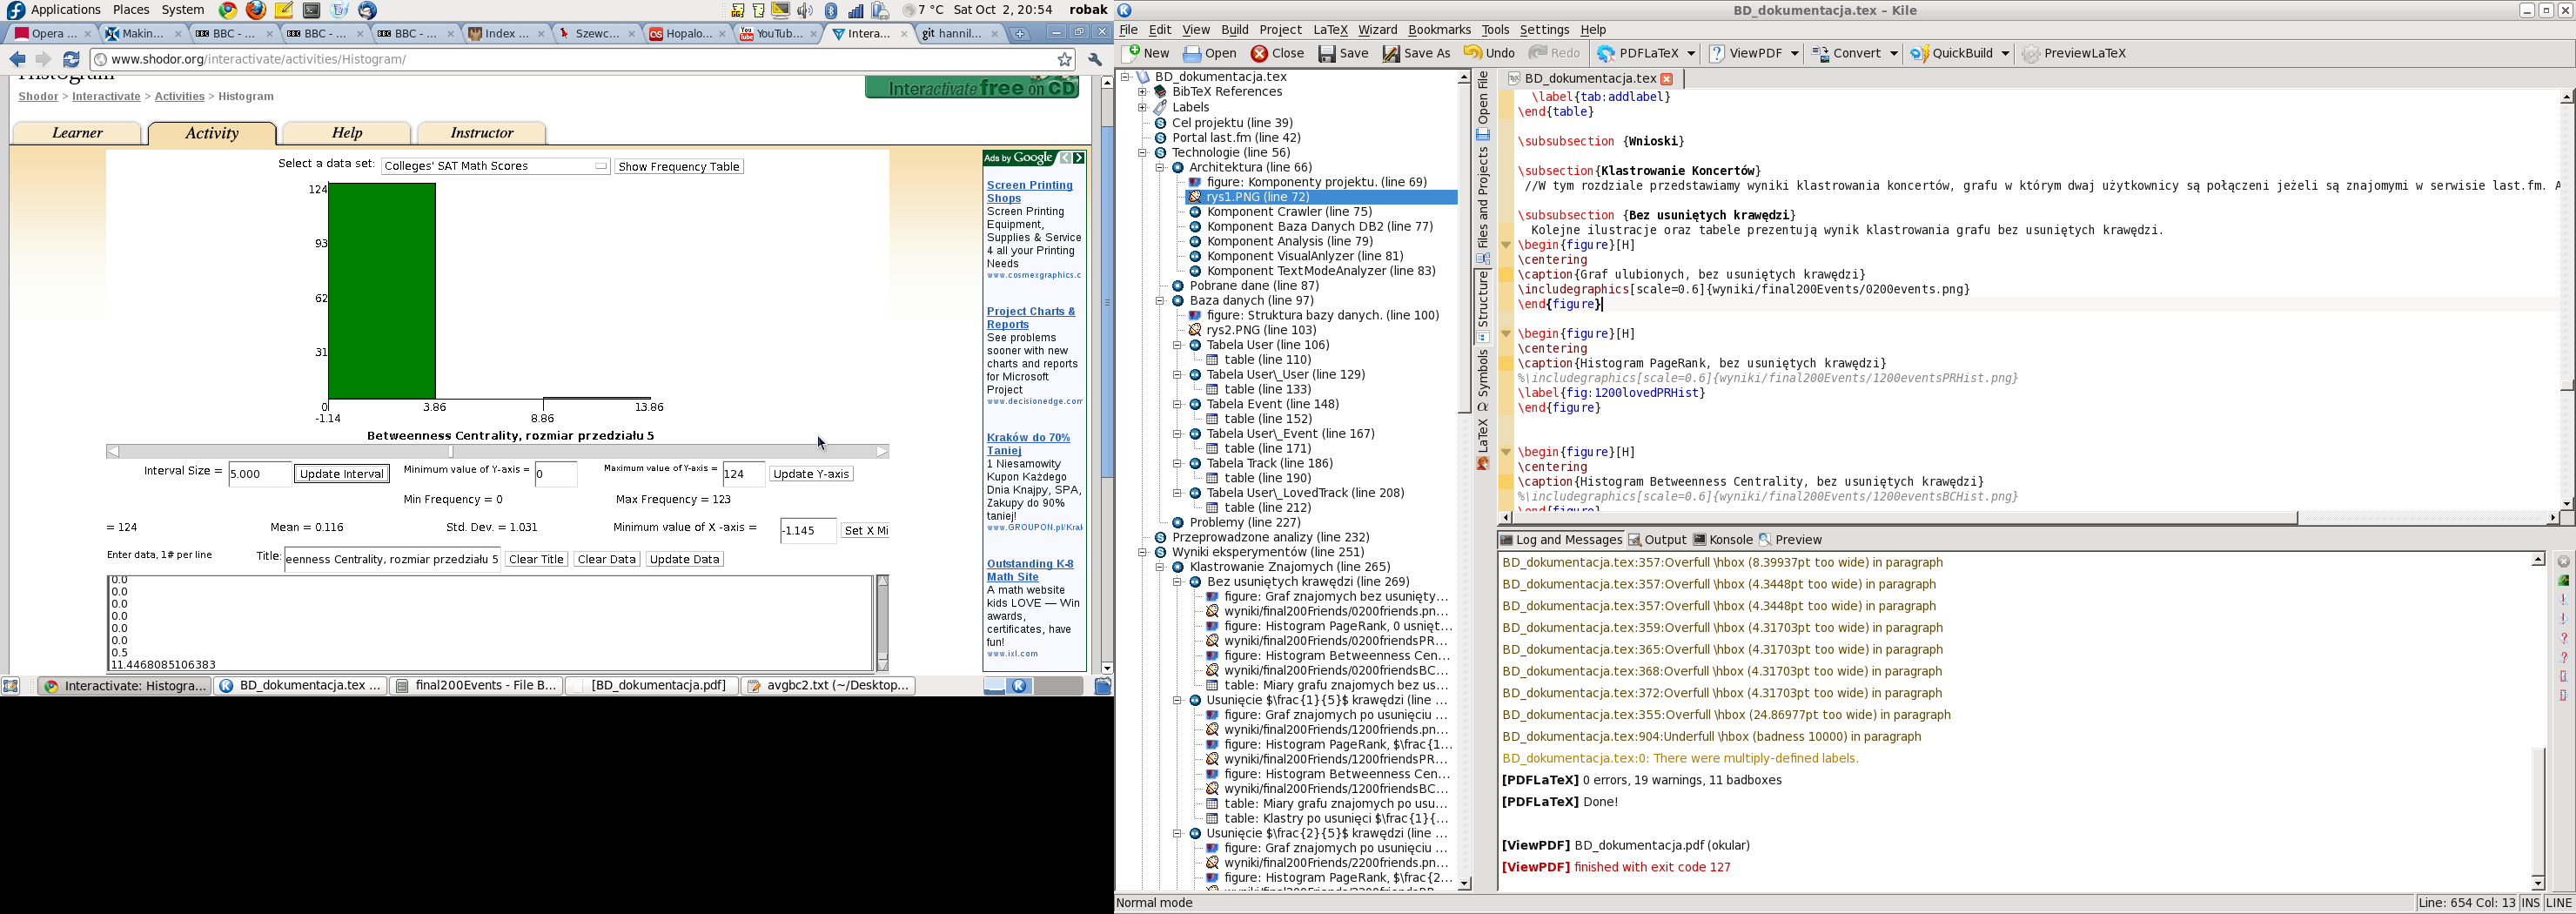 Applications Places System
7 °C Sat Oct 2, 20:54 robak
Opera ...
Makin...
BBC - ...
BBC - ...
BBC - ...
Index ...
Szewc...
Hopalo...
YouTub...
Intera...
git hannil...
www.shodor.org/interactivate/activities/Histogram/
Histogram
Interactivate free on CD
Shodor > Interactivate > Activities > Histogram
Learner Activity Help Instructor
Select a data set: Colleges' SAT Math Scores Show Frequency Table
124
93
62
31
0
-1.14 3.86 8.86 13.86
Betweenness Centrality, rozmiar przedziału 5
Interval Size = 5.000 Update Interval Minimum value of Y-axis = 0 Maximum value of Y-axis = 124 Update Y-axis
Min Frequency = 0 Max Frequency = 123
= 124 Mean = 0.116 Std. Dev. = 1.031 Minimum value of X -axis = -1.145 Set X Mi
Enter data, 1# per line Title: eenness Centrality, rozmiar przedziału 5 Clear Title Clear Data Update Data
0.0
0.0
0.0
0.0
0.0
0.0
0.5
11.4468085106383
Ads by Google
Screen Printing
Shops
Screen Printing
Equipment,
Supplies & Service
4 all your Printing
Needs
www.cosmexgraphics.c
Project Charts &
Reports
See problems
sooner with new
charts and reports
for Microsoft
Project
www.decisionedge.com
Kraków do 70%
Taniej
1 Niesamowity
Kupon Każdego
Dnia Knajpy, SPA,
Zakupy do 90%
taniej!
www.GROUPON.pl/Kral
Outstanding K-8
Math Site
A math website
kids LOVE — Win
awards,
certificates, have
fun!
www.ixl.com
Interactivate: Histogra...
BD_dokumentacja.tex ...
final200Events - File B...
[BD_dokumentacja.pdf]
avgbc2.txt (~/Desktop...
BD_dokumentacja.tex – Kile
File Edit View Build Project LaTeX Wizard Bookmarks Tools Settings Help
New Open Close Save Save As Undo Redo PDFLaTeX ViewPDF Convert QuickBuild PreviewLaTeX
BD_dokumentacja.tex
BibTeX References
Labels
Cel projektu (line 39)
Portal last.fm (line 42)
Technologie (line 56)
Architektura (line 66)
figure: Komponenty projektu. (line 69)
rys1.PNG (line 72)
Komponent Crawler (line 75)
Komponent Baza Danych DB2 (line 77)
Komponent Analysis (line 79)
Komponent VisualAnlyzer (line 81)
Komponent TextModeAnalyzer (line 83)
Pobrane dane (line 87)
Baza danych (line 97)
figure: Struktura bazy danych. (line 100)
rys2.PNG (line 103)
Tabela User (line 106)
table (line 110)
Tabela User\_User (line 129)
table (line 133)
Tabela Event (line 148)
table (line 152)
Tabela User\_Event (line 167)
table (line 171)
Tabela Track (line 186)
table (line 190)
Tabela User\_LovedTrack (line 208)
table (line 212)
Problemy (line 227)
Przeprowadzone analizy (line 232)
Wyniki eksperymentów (line 251)
Klastrowanie Znajomych (line 265)
Bez usuniętych krawędzi (line 269)
figure: Graf znajomych bez usunięty...
wyniki/final200Friends/0200friends.pn...
figure: Histogram PageRank, 0 usnięt...
wyniki/final200Friends/0200friendsPR...
figure: Histogram Betweenness Cen...
wyniki/final200Friends/0200friendsBC...
table: Miary grafu znajomych bez us...
Usunięcie $\frac{1}{5}$ krawędzi (line ...
figure: Graf znajomych po usunięciu ...
wyniki/final200Friends/1200friends.pn...
figure: Histogram PageRank, $\frac{1...
wyniki/final200Friends/1200friendsPR...
figure: Histogram Betweenness Cen...
wyniki/final200Friends/1200friendsBC...
table: Miary grafu znajomych po usu...
table: Klastry po usunięci $\frac{1}{...
Usunięcie $\frac{2}{5}$ krawędzi (line ...
figure: Graf znajomych po usunięciu ...
wyniki/final200Friends/2200friends.pn...
figure: Histogram PageRank, $\frac{2...
Open File
Files and Projects
Structure
Symbols
LaTeX
BD_dokumentacja.tex
\label{tab:addlabel}
\end{table}
\subsubsection {Wnioski}
\subsection{Klastrowanie Koncertów}
//W tym rozdziale przedstawiamy wyniki klastrowania koncertów, grafu w którym dwaj użytkownicy są połączeni jeżeli są znajomymi w serwisie last.fm. A
\subsubsection {Bez usuniętych krawędzi}
Kolejne ilustracje oraz tabele prezentują wynik klastrowania grafu bez usuniętych krawędzi.
\begin{figure}[H]
\centering
\caption{Graf ulubionych, bez usuniętych krawędzi}
\includegraphics[scale=0.6]{wyniki/final200Events/0200events.png}
\end{figure}
\begin{figure}[H]
\centering
\caption{Histogram PageRank, bez usuniętych krawędzi}
%\includegraphics[scale=0.6]{wyniki/final200Events/1200eventsPRHist.png}
\label{fig:1200lovedPRHist}
\end{figure}
\begin{figure}[H]
\centering
\caption{Histogram Betweenness Centrality, bez usuniętych krawędzi}
%\includegraphics[scale=0.6]{wyniki/final200Events/1200eventsBCHist.png}
Log and Messages Output Konsole Preview
BD_dokumentacja.tex:357:Overfull \hbox (8.39937pt too wide) in paragraph
BD_dokumentacja.tex:357:Overfull \hbox (4.3448pt too wide) in paragraph
BD_dokumentacja.tex:357:Overfull \hbox (4.3448pt too wide) in paragraph
BD_dokumentacja.tex:359:Overfull \hbox (4.31703pt too wide) in paragraph
BD_dokumentacja.tex:365:Overfull \hbox (4.31703pt too wide) in paragraph
BD_dokumentacja.tex:368:Overfull \hbox (4.31703pt too wide) in paragraph
BD_dokumentacja.tex:372:Overfull \hbox (4.31703pt too wide) in paragraph
BD_dokumentacja.tex:355:Overfull \hbox (24.86977pt too wide) in paragraph
BD_dokumentacja.tex:904:Underfull \hbox (badness 10000) in paragraph
BD_dokumentacja.tex:0: There were multiply-defined labels.
[PDFLaTeX] 0 errors, 19 warnings, 11 badboxes
[PDFLaTeX] Done!
[ViewPDF] BD_dokumentacja.pdf (okular)
[ViewPDF] finished with exit code 127
Normal mode
Line: 654 Col: 13 INS LINE